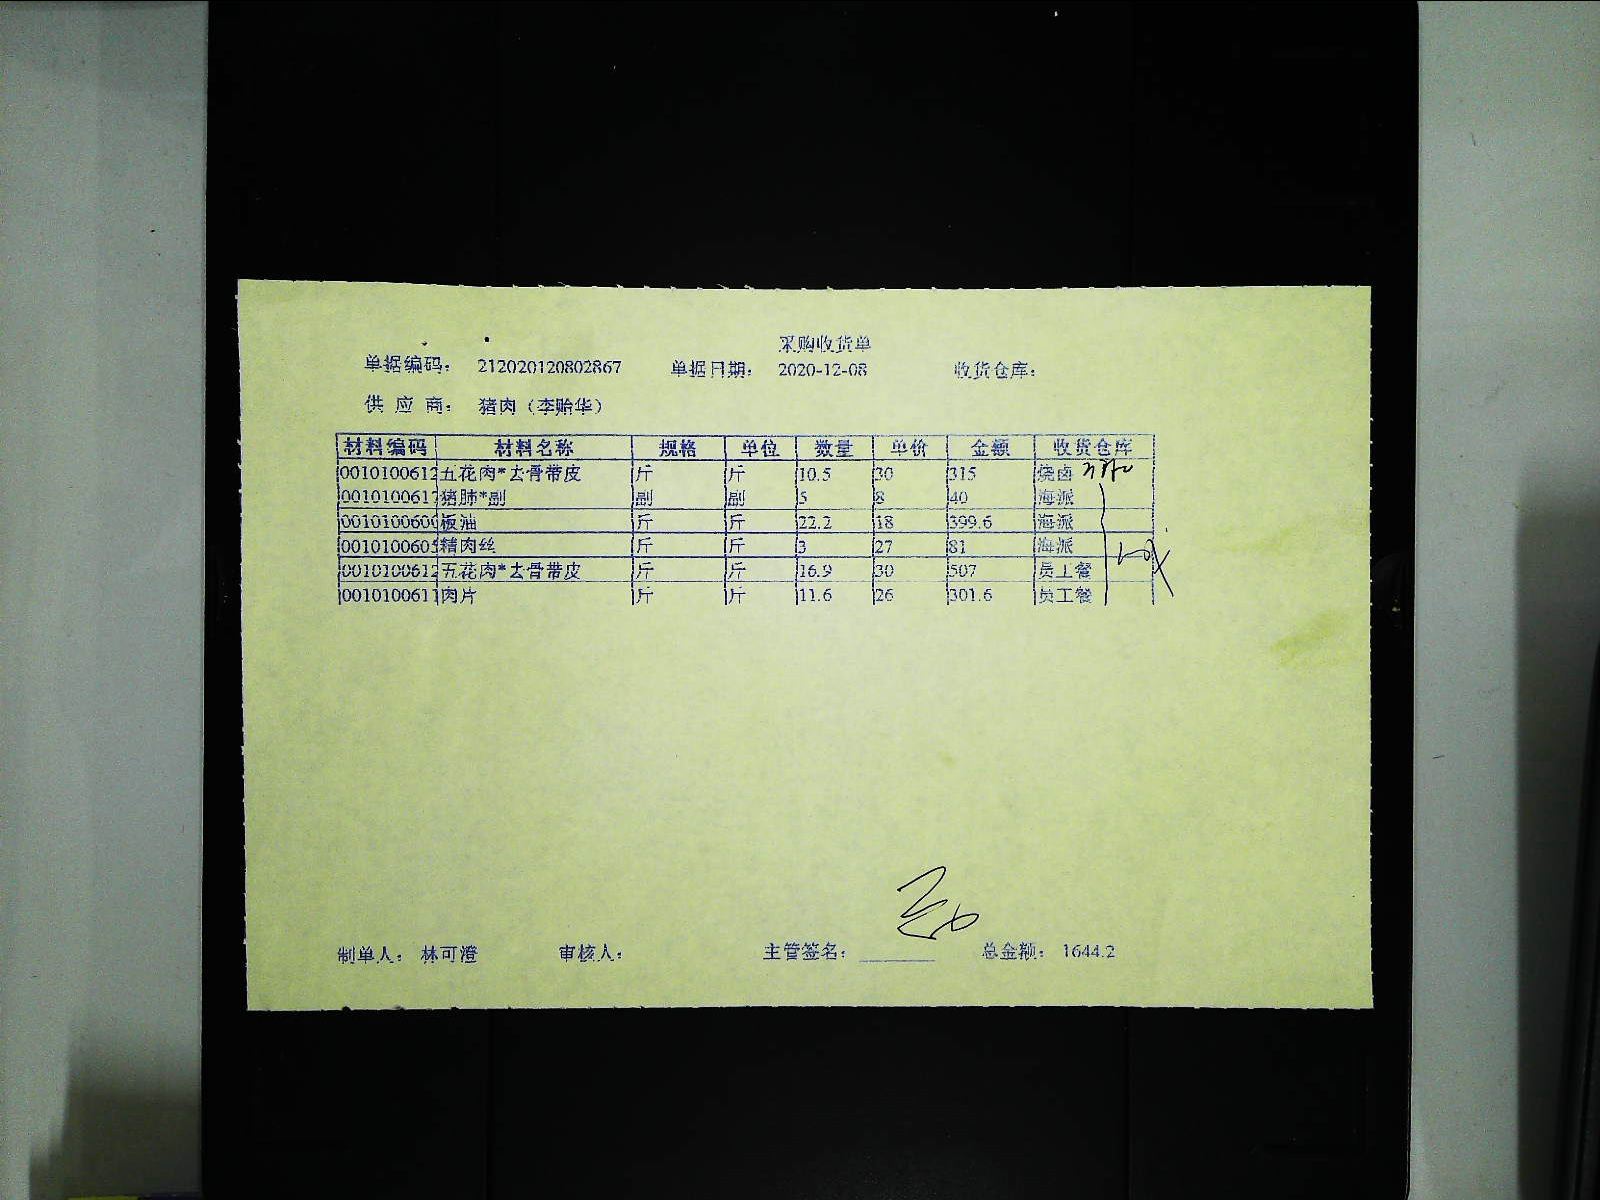 采购收货单
单据编码： 212020120802867 单据日期： 2020-12-08 收货仓库：
供 应 商： 猪肉（李贻华）
材料编码 材料名称 规格 单位 数量 单价 金额 收货仓库
0010100612 五花肉*去骨带皮 斤 斤 10.5 30 315 烧卤
0010100617 猪肺*副 副 副 5 8 40 海派
001010060 板油 斤 斤 22.2 18 399.6 海派
0010100605 精肉丝 斤 斤 3 27 81 海派
0010100612 五花肉*去骨带皮 斤 斤 16.9 30 507 员工餐
0010100611 肉片 斤 斤 11.6 26 301.6 员工餐
制单人： 林可澄 审核人： 主管签名： 总金额： 1644.2